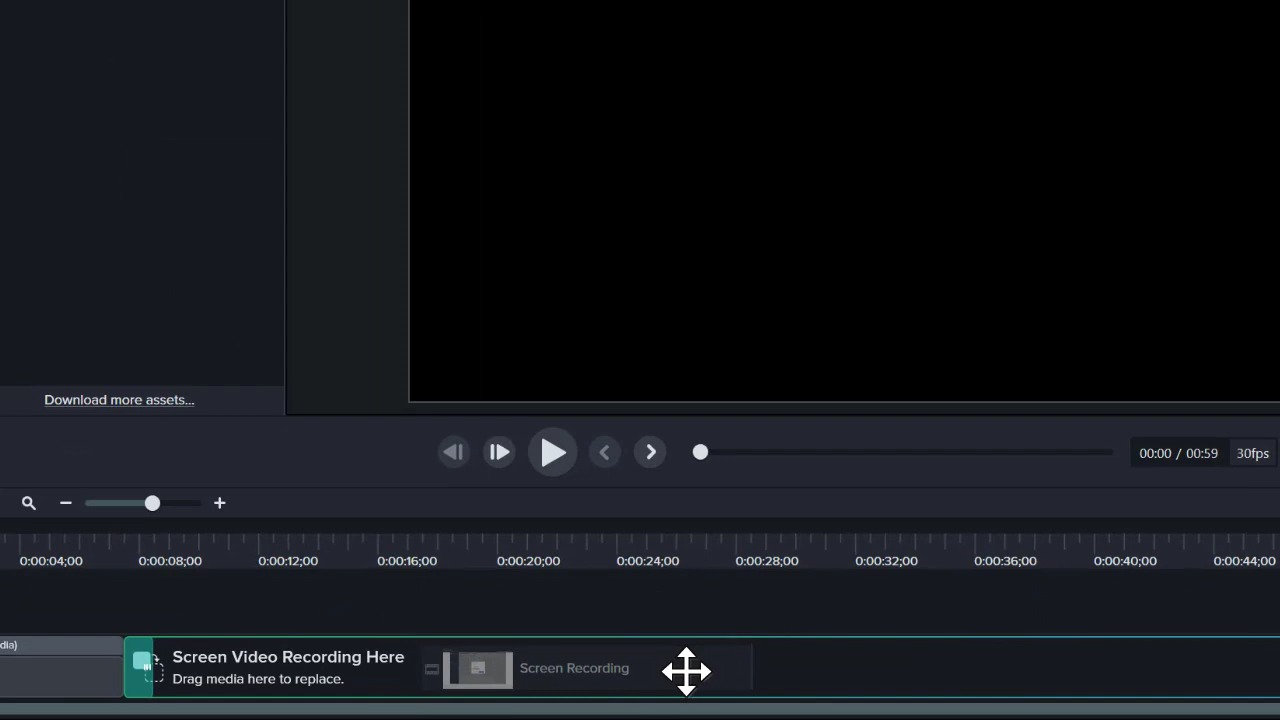 Download more assets...
00:00 / 00:59 30fps
0:00:04;00 0:00:08;00 0:00:12;00 0:00:16;00 0:00:20;00 0:00:24;00 0:00:28;00 0:00:32;00 0:00:36;00 0:00:40;00 0:00:44;00
dia)
Screen Video Recording Here
Drag media here to replace.
Screen Recording